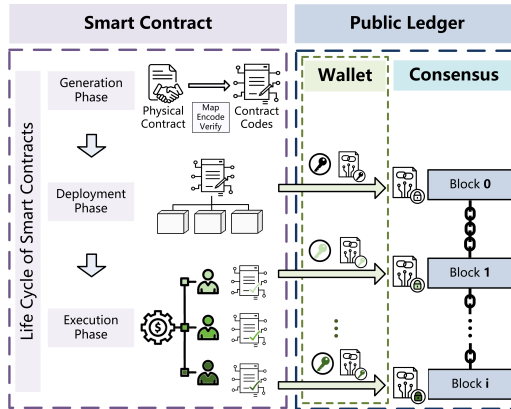 Smart Contract
Public Ledger
Life Cycle of Smart Contracts
Generation
Phase
Physical
Contract
Map
Encode
Verify
Contract
Codes
Deployment
Phase
Execution
Phase
Wallet
Consensus
Block 0
Block 1
Block i